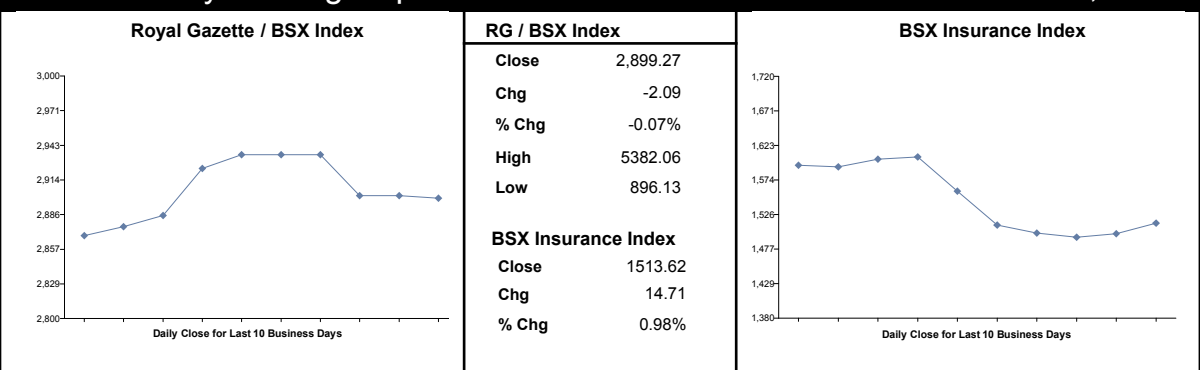 Royal Gazette / BSX Index
3,000
2,971
2,943
2,914
2,886
2,857
2,829
2,800
Daily Close for Last 10 Business Days
RG / BSX Index
Close 2,899.27
Chg -2.09
% Chg -0.07%
High 5382.06
Low 896.13
BSX Insurance Index
Close 1513.62
Chg 14.71
% Chg 0.98%
BSX Insurance Index
1,720
1,671
1,623
1,574
1,526
1,477
1,429
1,380
Daily Close for Last 10 Business Days